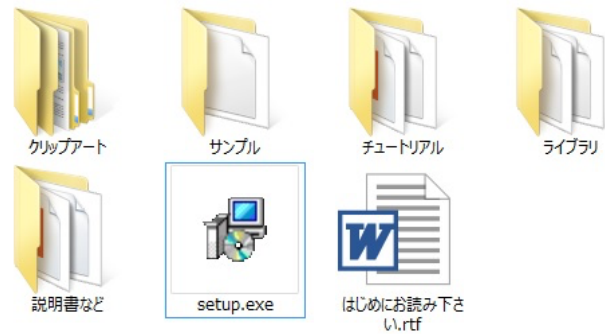 クリップアート
サンプル
チュートリアル
ライブラリ
説明書など
setup.exe
はじめにお読み下さ
い.rtf